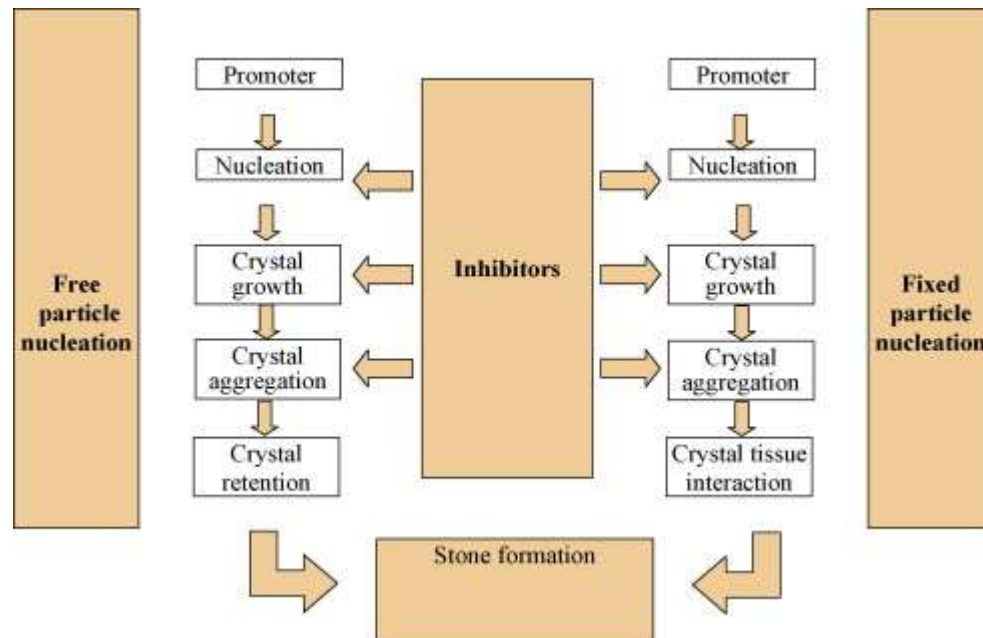 Free
particle
nucleation
Promoter
Nucleation
Crystal
growth
Crystal
aggregation
Crystal
retention
Inhibitors
Promoter
Nucleation
Crystal
growth
Crystal
aggregation
Crystal tissue
interaction
Fixed
particle
nucleation
Stone formation